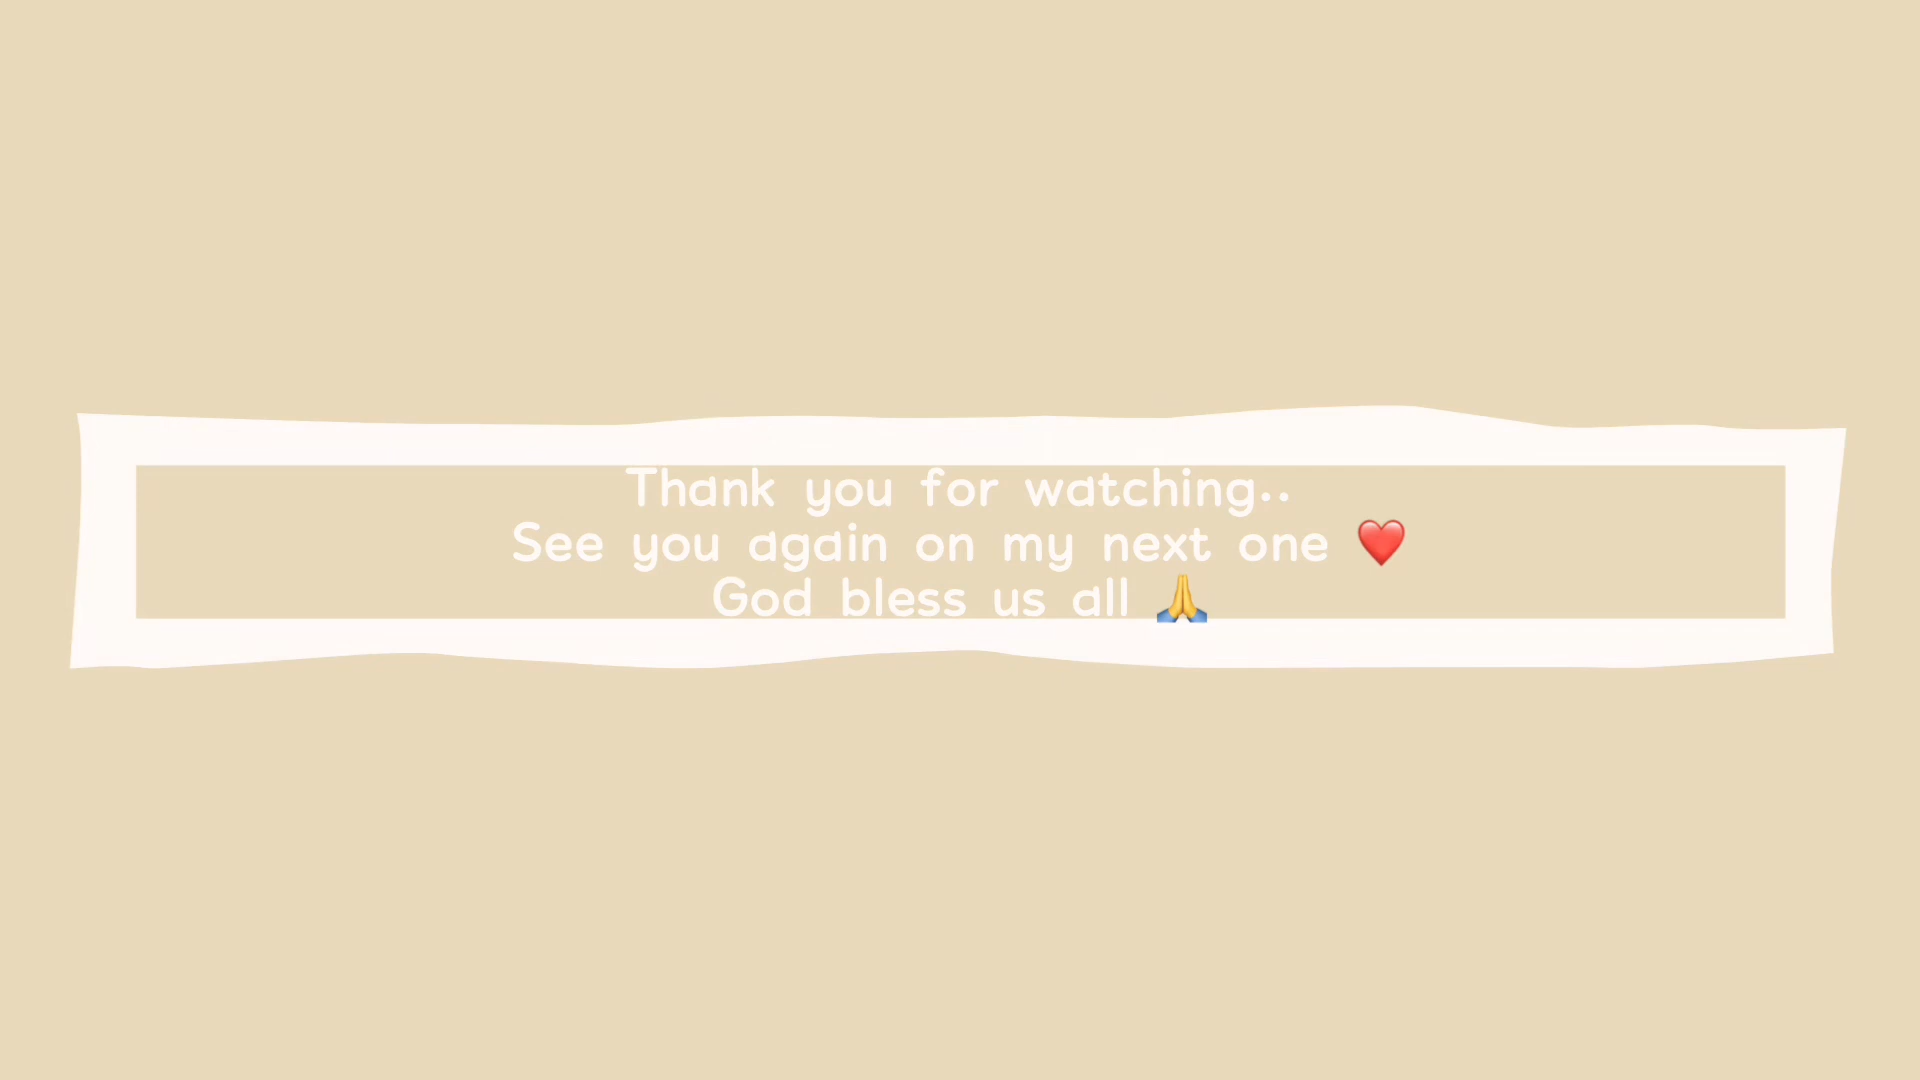 Thank you for watching..
See you again on my next one ❤️
God bless us all 🙏